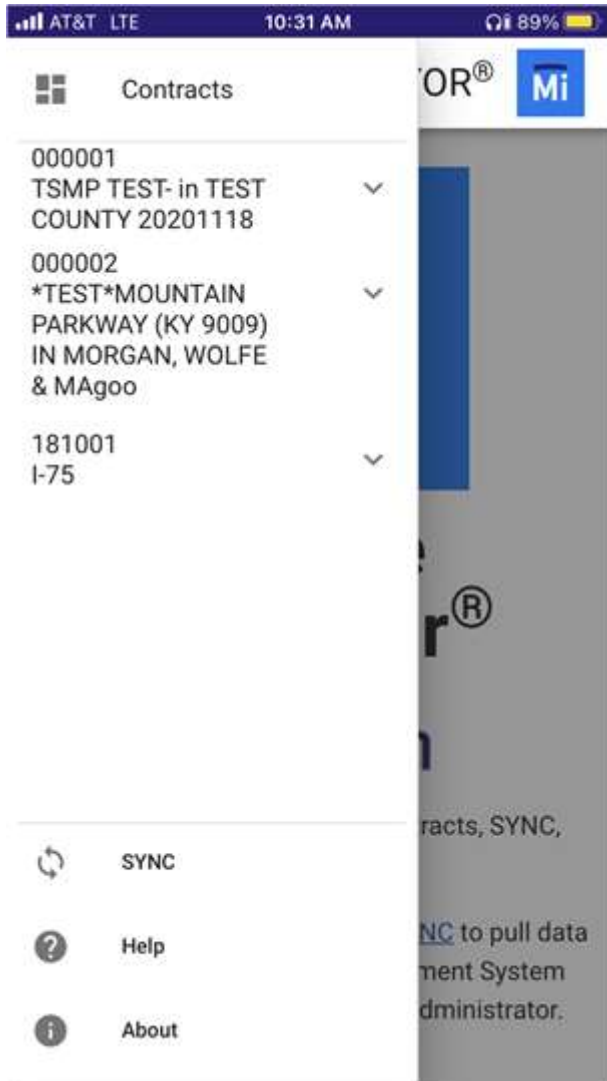 AT&T LTE 10:31 AM 89%
Contracts
OR®
Mi
000001
TSMP TEST- in TEST
COUNTY 20201118
000002
*TEST*MOUNTAIN
PARKWAY (KY 9009)
IN MORGAN, WOLFE
& MAgoo
181001
I-75
e
r®
racts, SYNC,
SYNC
NC to pull data
Help
ment System
dministrator.
About